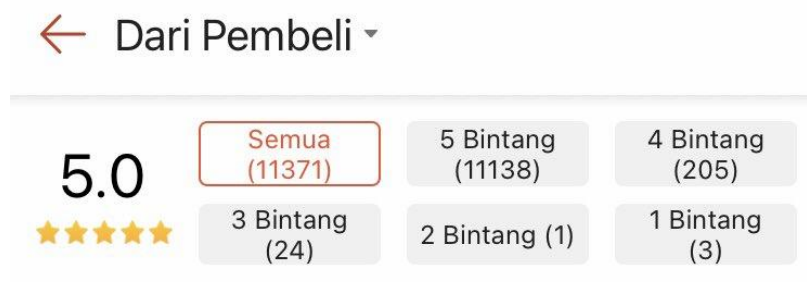 Dari Pembeli
5.0
Semua
(11371)
5 Bintang
(11138)
4 Bintang
(205)
3 Bintang
(24)
2 Bintang (1)
1 Bintang
(3)